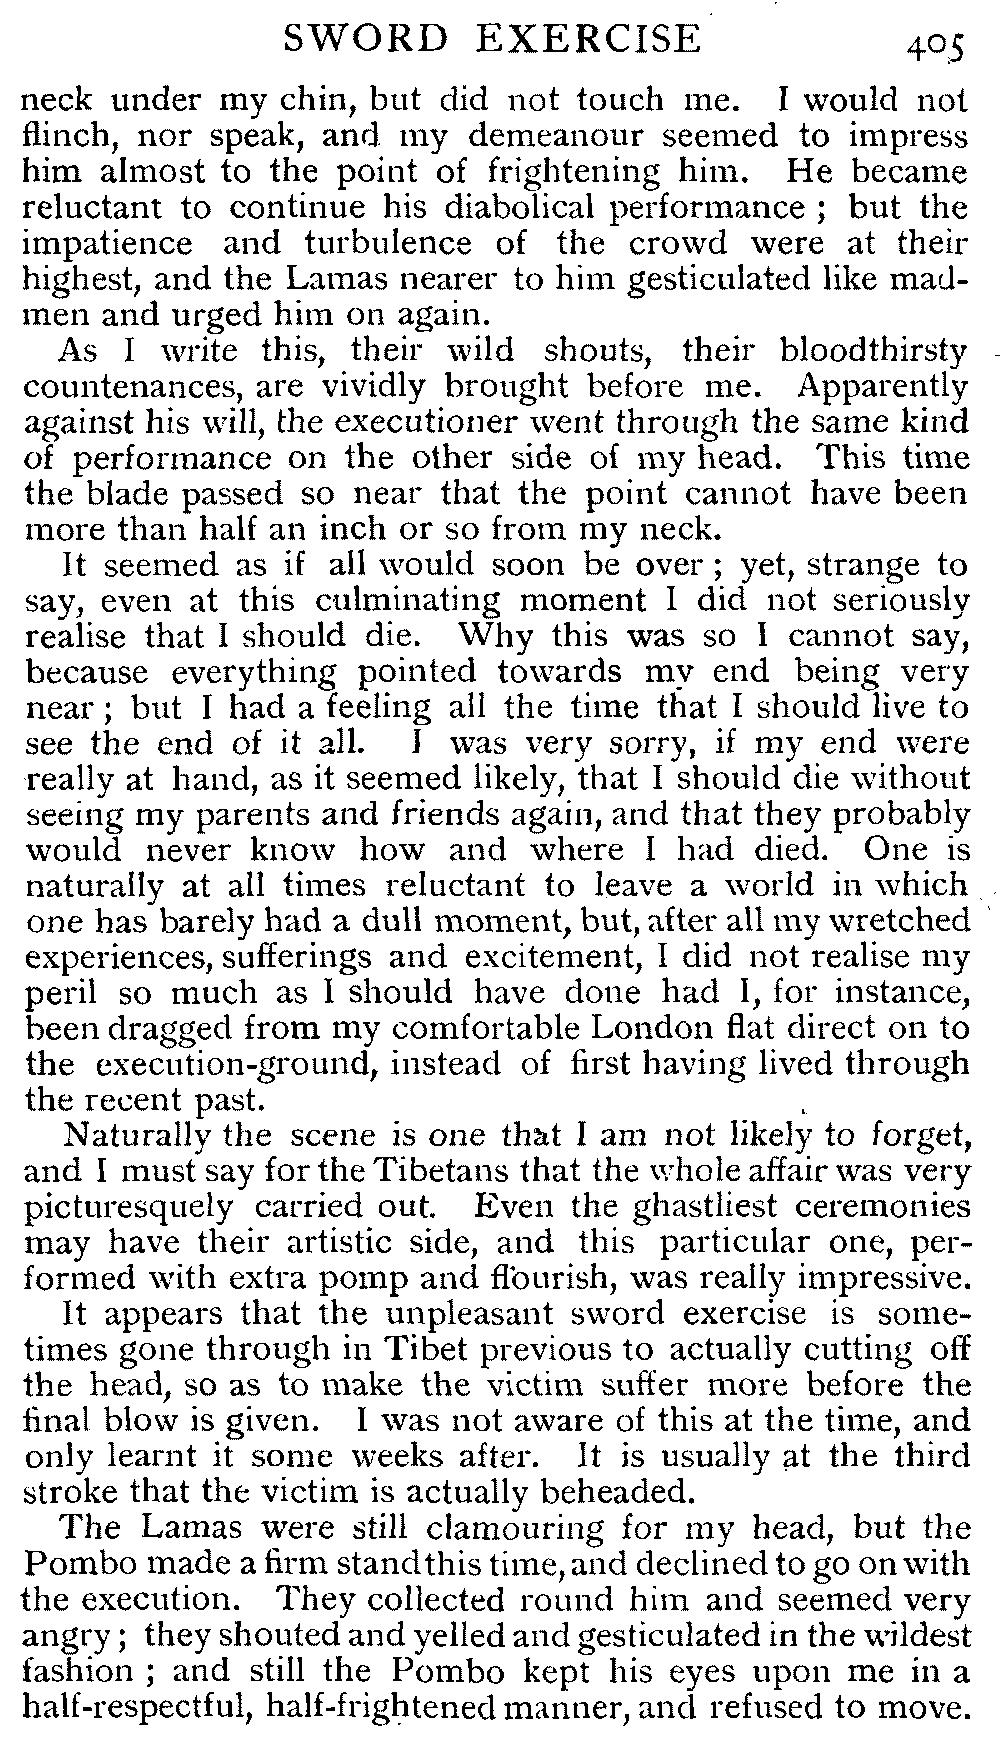 SWORD EXERCISE 405
neck under my chin, but did not touch me. I would not
flinch, nor speak, and my demeanour seemed to impress
him almost to the point of frightening him. He became
reluctant to continue his diabolical performance ; but the
impatience and turbulence of the crowd were at their
highest, and the Lamas nearer to him gesticulated like mad-
men and urged him on again.
As I write this, their wild shouts, their bloodthirsty
countenances, are vividly brought before me. Apparently
against his will, the executioner went through the same kind
of performance on the other side of my head. This time
the blade passed so near that the point cannot have been
more than half an inch or so from my neck.
It seemed as if all would soon be over ; yet, strange to
say, even at this culminating moment I did not seriously
realise that I should die. Why this was so I cannot say,
because everything pointed towards my end being very
near ; but I had a feeling all the time that I should live to
see the end of it all. I was very sorry, if my end were
really at hand, as it seemed likely, that I should die without
seeing my parents and friends again, and that they probably
would never know how and where I had died. One is
naturally at all times reluctant to leave a world in which
one has barely had a dull moment, but, after all my wretched
experiences, sufferings and excitement, I did not realise my
peril so much as I should have done had I, for instance,
been dragged from my comfortable London flat direct on to
the execution-ground, instead of first having lived through
the recent past.
Naturally the scene is one that I am not likely to forget,
and I must say for the Tibetans that the whole affair was very
picturesquely carried out. Even the ghastliest ceremonies
may have their artistic side, and this particular one, per-
formed with extra pomp and flourish, was really impressive.
It appears that the unpleasant sword exercise is some-
times gone through in Tibet previous to actually cutting off
the head, so as to make the victim suffer more before the
final blow is given. I was not aware of this at the time, and
only learnt it some weeks after. It is usually at the third
stroke that the victim is actually beheaded.
The Lamas were still clamouring for my head, but the
Pombo made a firm stand this time, and declined to go on with
the execution. They collected round him and seemed very
angry ; they shouted and yelled and gesticulated in the wildest
fashion ; and still the Pombo kept his eyes upon me in a
half-respectful, half-frightened manner, and refused to move.